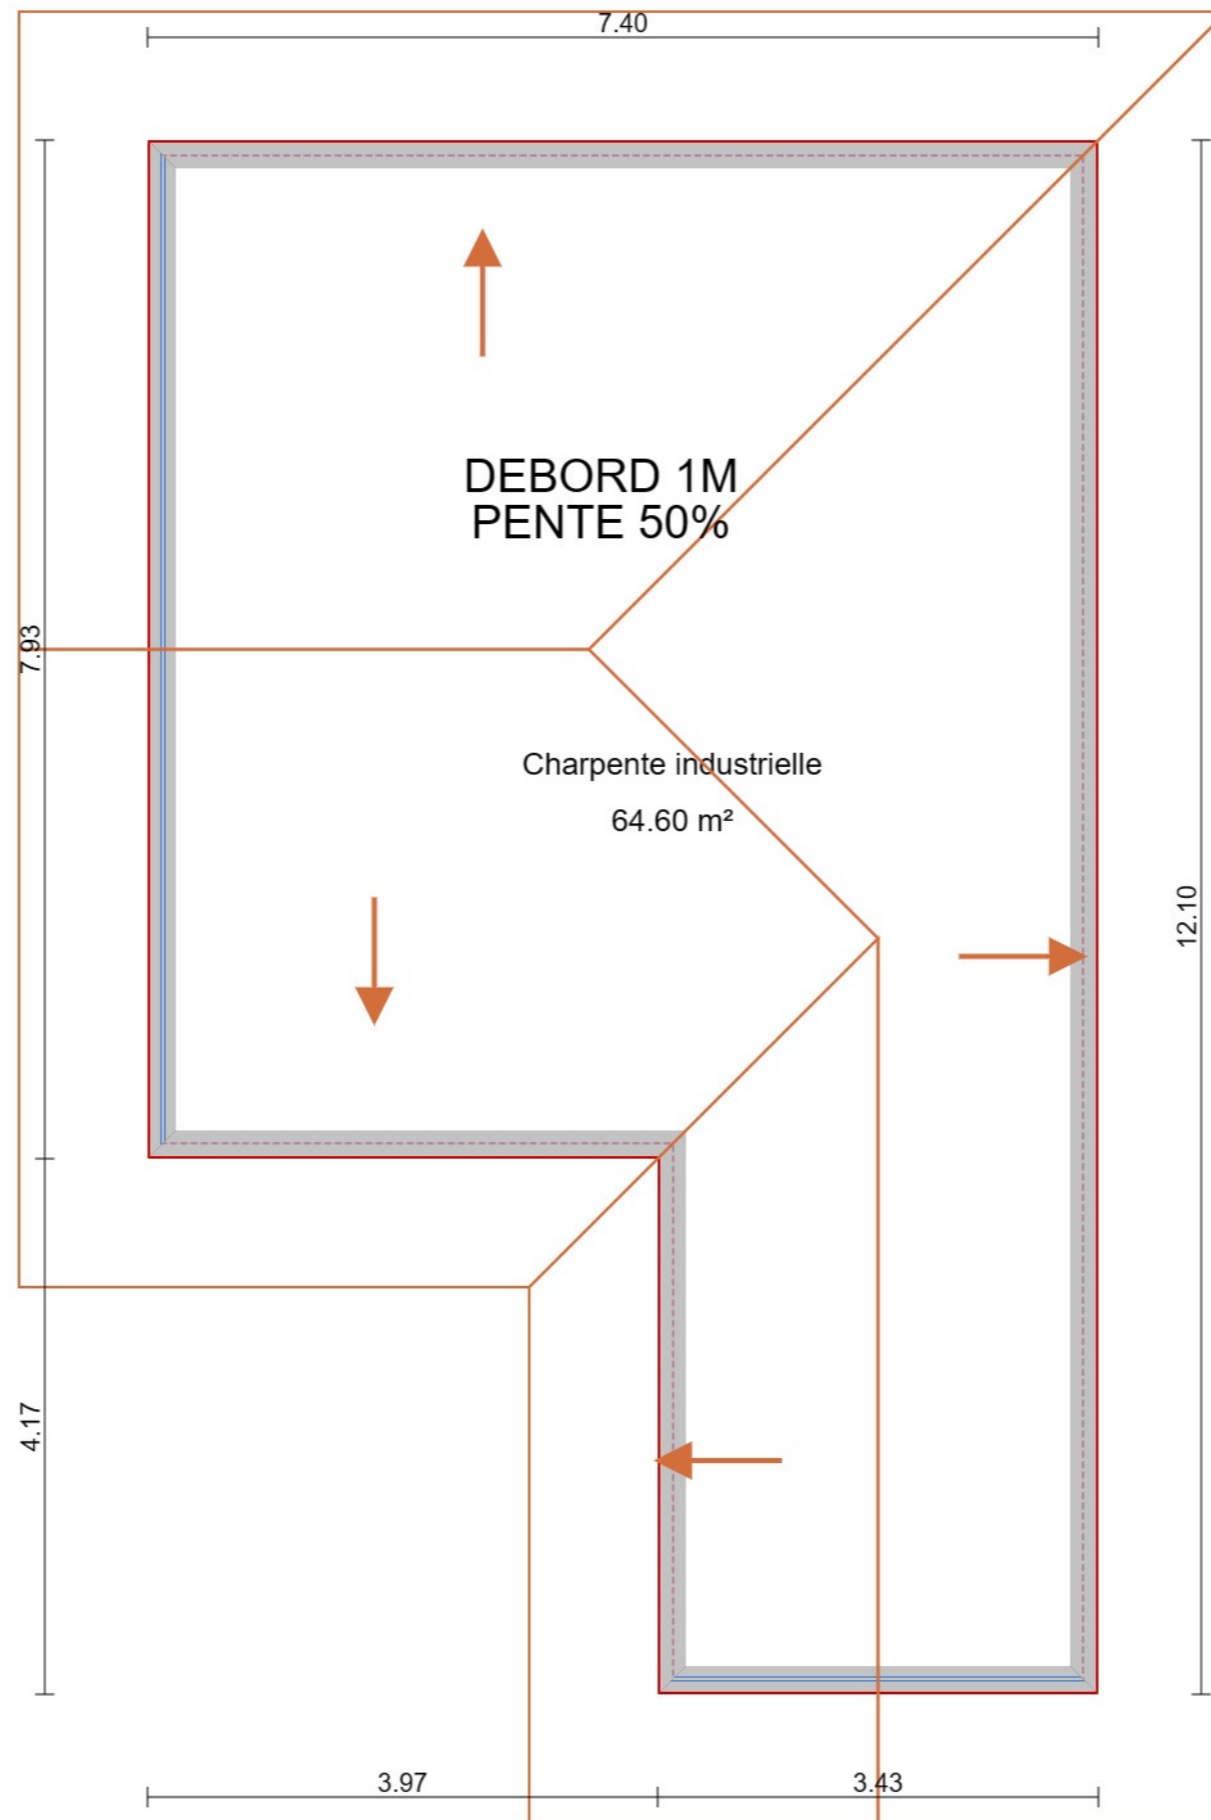 7.40
DEBORD 1M
PENTE 50%
7.93
Charpente industrielle
64.60 m²
12.10
4.17
3.97
3.43